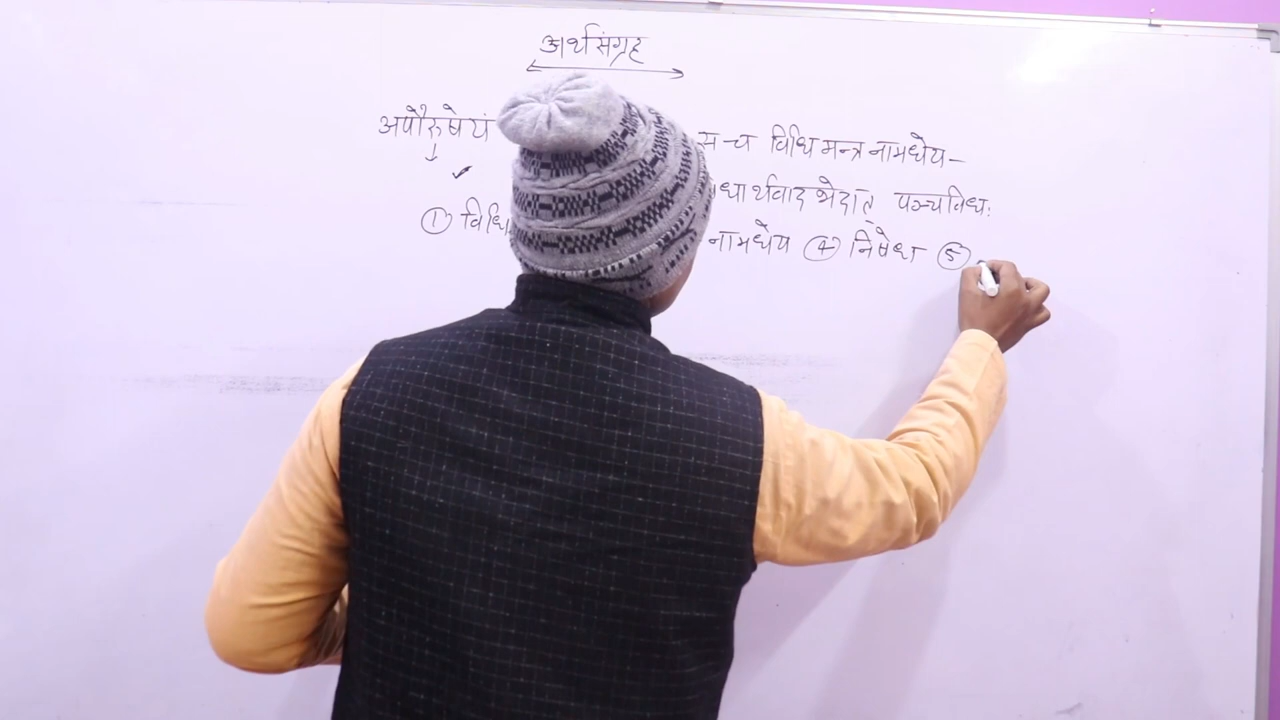 अर्थसंग्रह
अपौरुषेयं स च विधिमन्त्रनामधेय–
धार्थवादभेदात् पञ्चविधः
① विधि नामधेय ④ निषेध ⑤